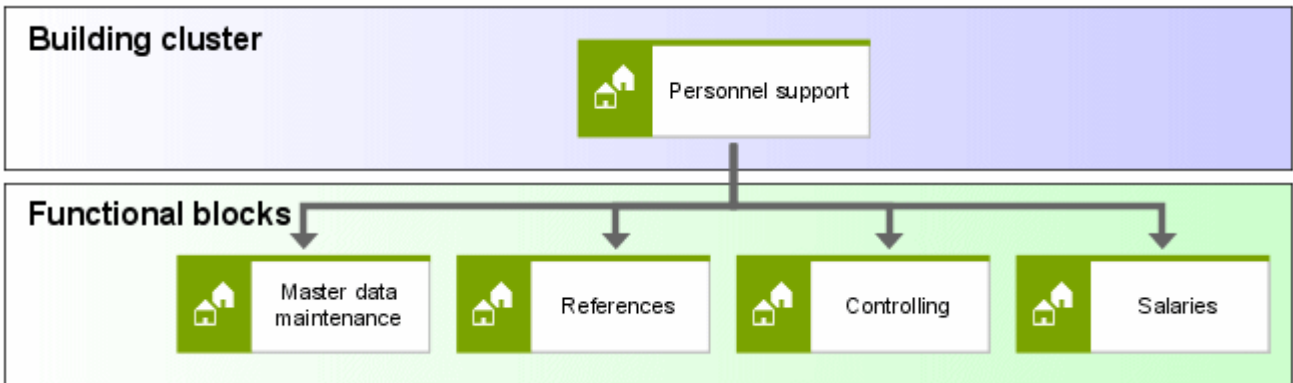 Building cluster
Personnel support
Functional blocks
Master data
maintenance
References
Controlling
Salaries